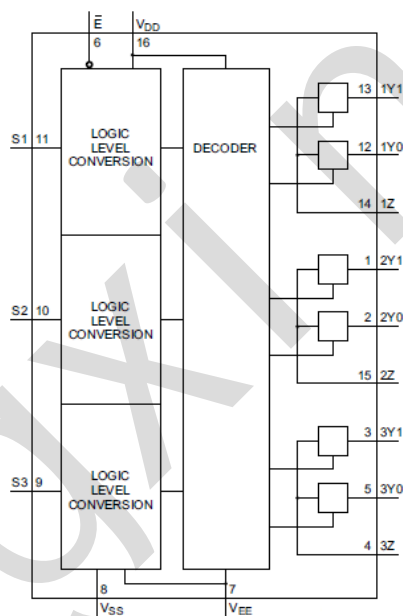 E VDD
6 16
S1 11
LOGIC
LEVEL
CONVERSION
DECODER
13 1Y1
12 1Y0
14 1Z
S2 10
LOGIC
LEVEL
CONVERSION
1 2Y1
2 2Y0
15 2Z
S3 9
LOGIC
LEVEL
CONVERSION
3 3Y1
5 3Y0
4 3Z
8 7
VSS VEE